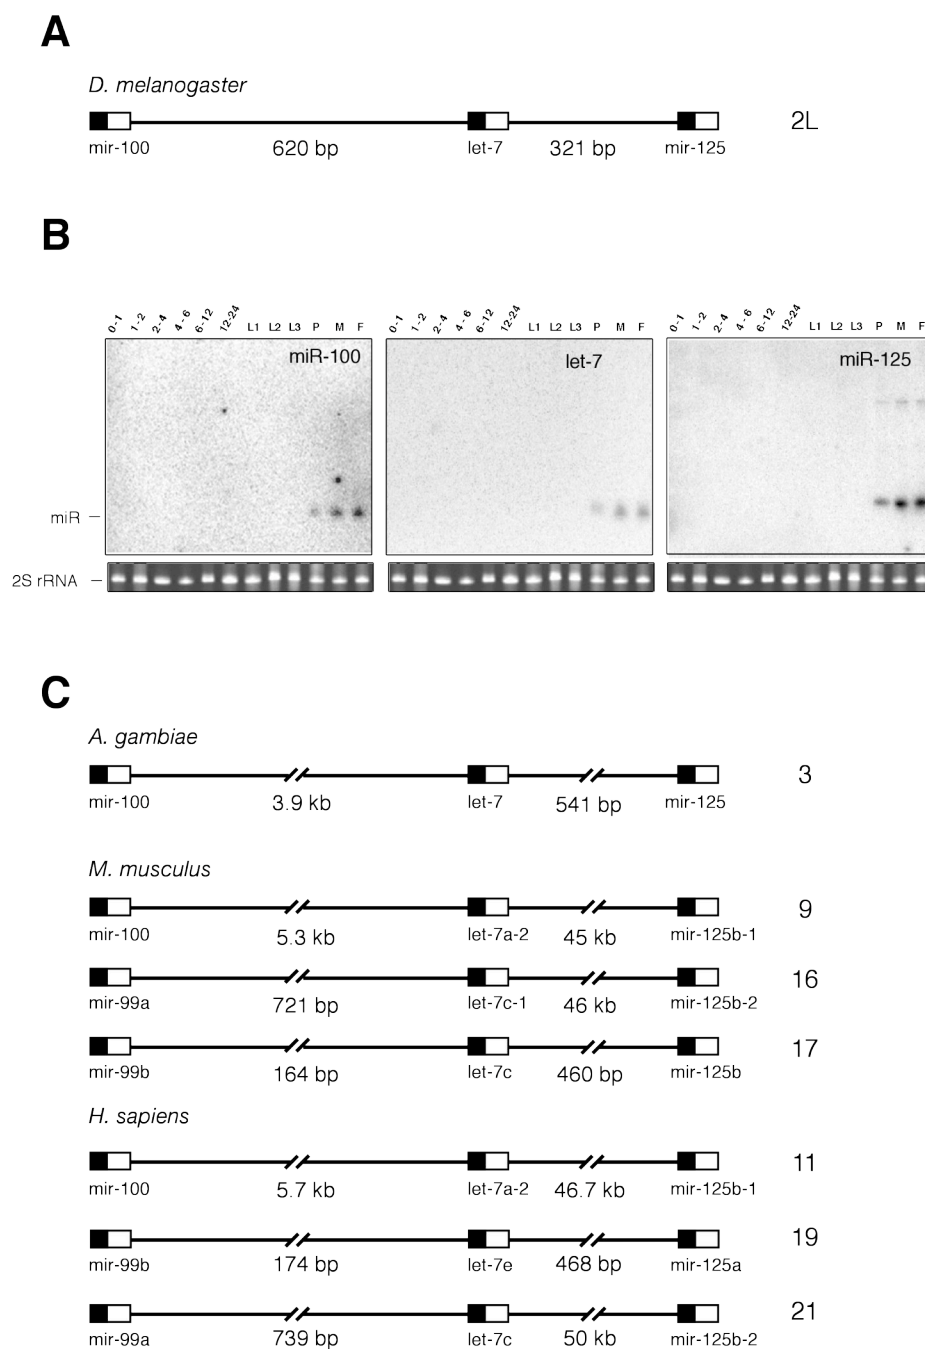 A
D. melanogaster
2L
mir-100 620 bp let-7 321 bp mir-125
B
0-1 1-2 2-4 4-6 6-12 12-24 L1 L2 L3 P M F 0-1 1-2 2-4 4-6 6-12 12-24 L1 L2 L3 P M F 0-1 1-2 2-4 4-6 6-12 12-24 L1 L2 L3 P M F
miR-100 let-7 miR-125
miR
2S rRNA
C
A. gambiae
3
mir-100 3.9 kb let-7 541 bp mir-125
M. musculus
9
mir-100 5.3 kb let-7a-2 45 kb mir-125b-1
16
mir-99a 721 bp let-7c-1 46 kb mir-125b-2
17
mir-99b 164 bp let-7c 460 bp mir-125b
H. sapiens
11
mir-100 5.7 kb let-7a-2 46.7 kb mir-125b-1
19
mir-99b 174 bp let-7e 468 bp mir-125a
21
mir-99a 739 bp let-7c 50 kb mir-125b-2